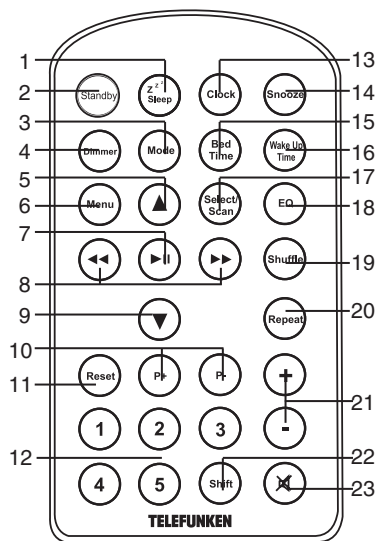 1 13
2 Standby Zzz Sleep Clock Snooze 14
3 15
4 Dimmer Mode Bed Time Wake Up Time 16
5 17
6 Menu ▲ Select/Scan EQ 18
7
8 ◀◀ ▶II ▶▶ Shuffle 19
9 ▼ Repeat 20
10
11 Reset P+ P- + 21
1 2 3 -
12 22
4 5 Shift 23
TELEFUNKEN